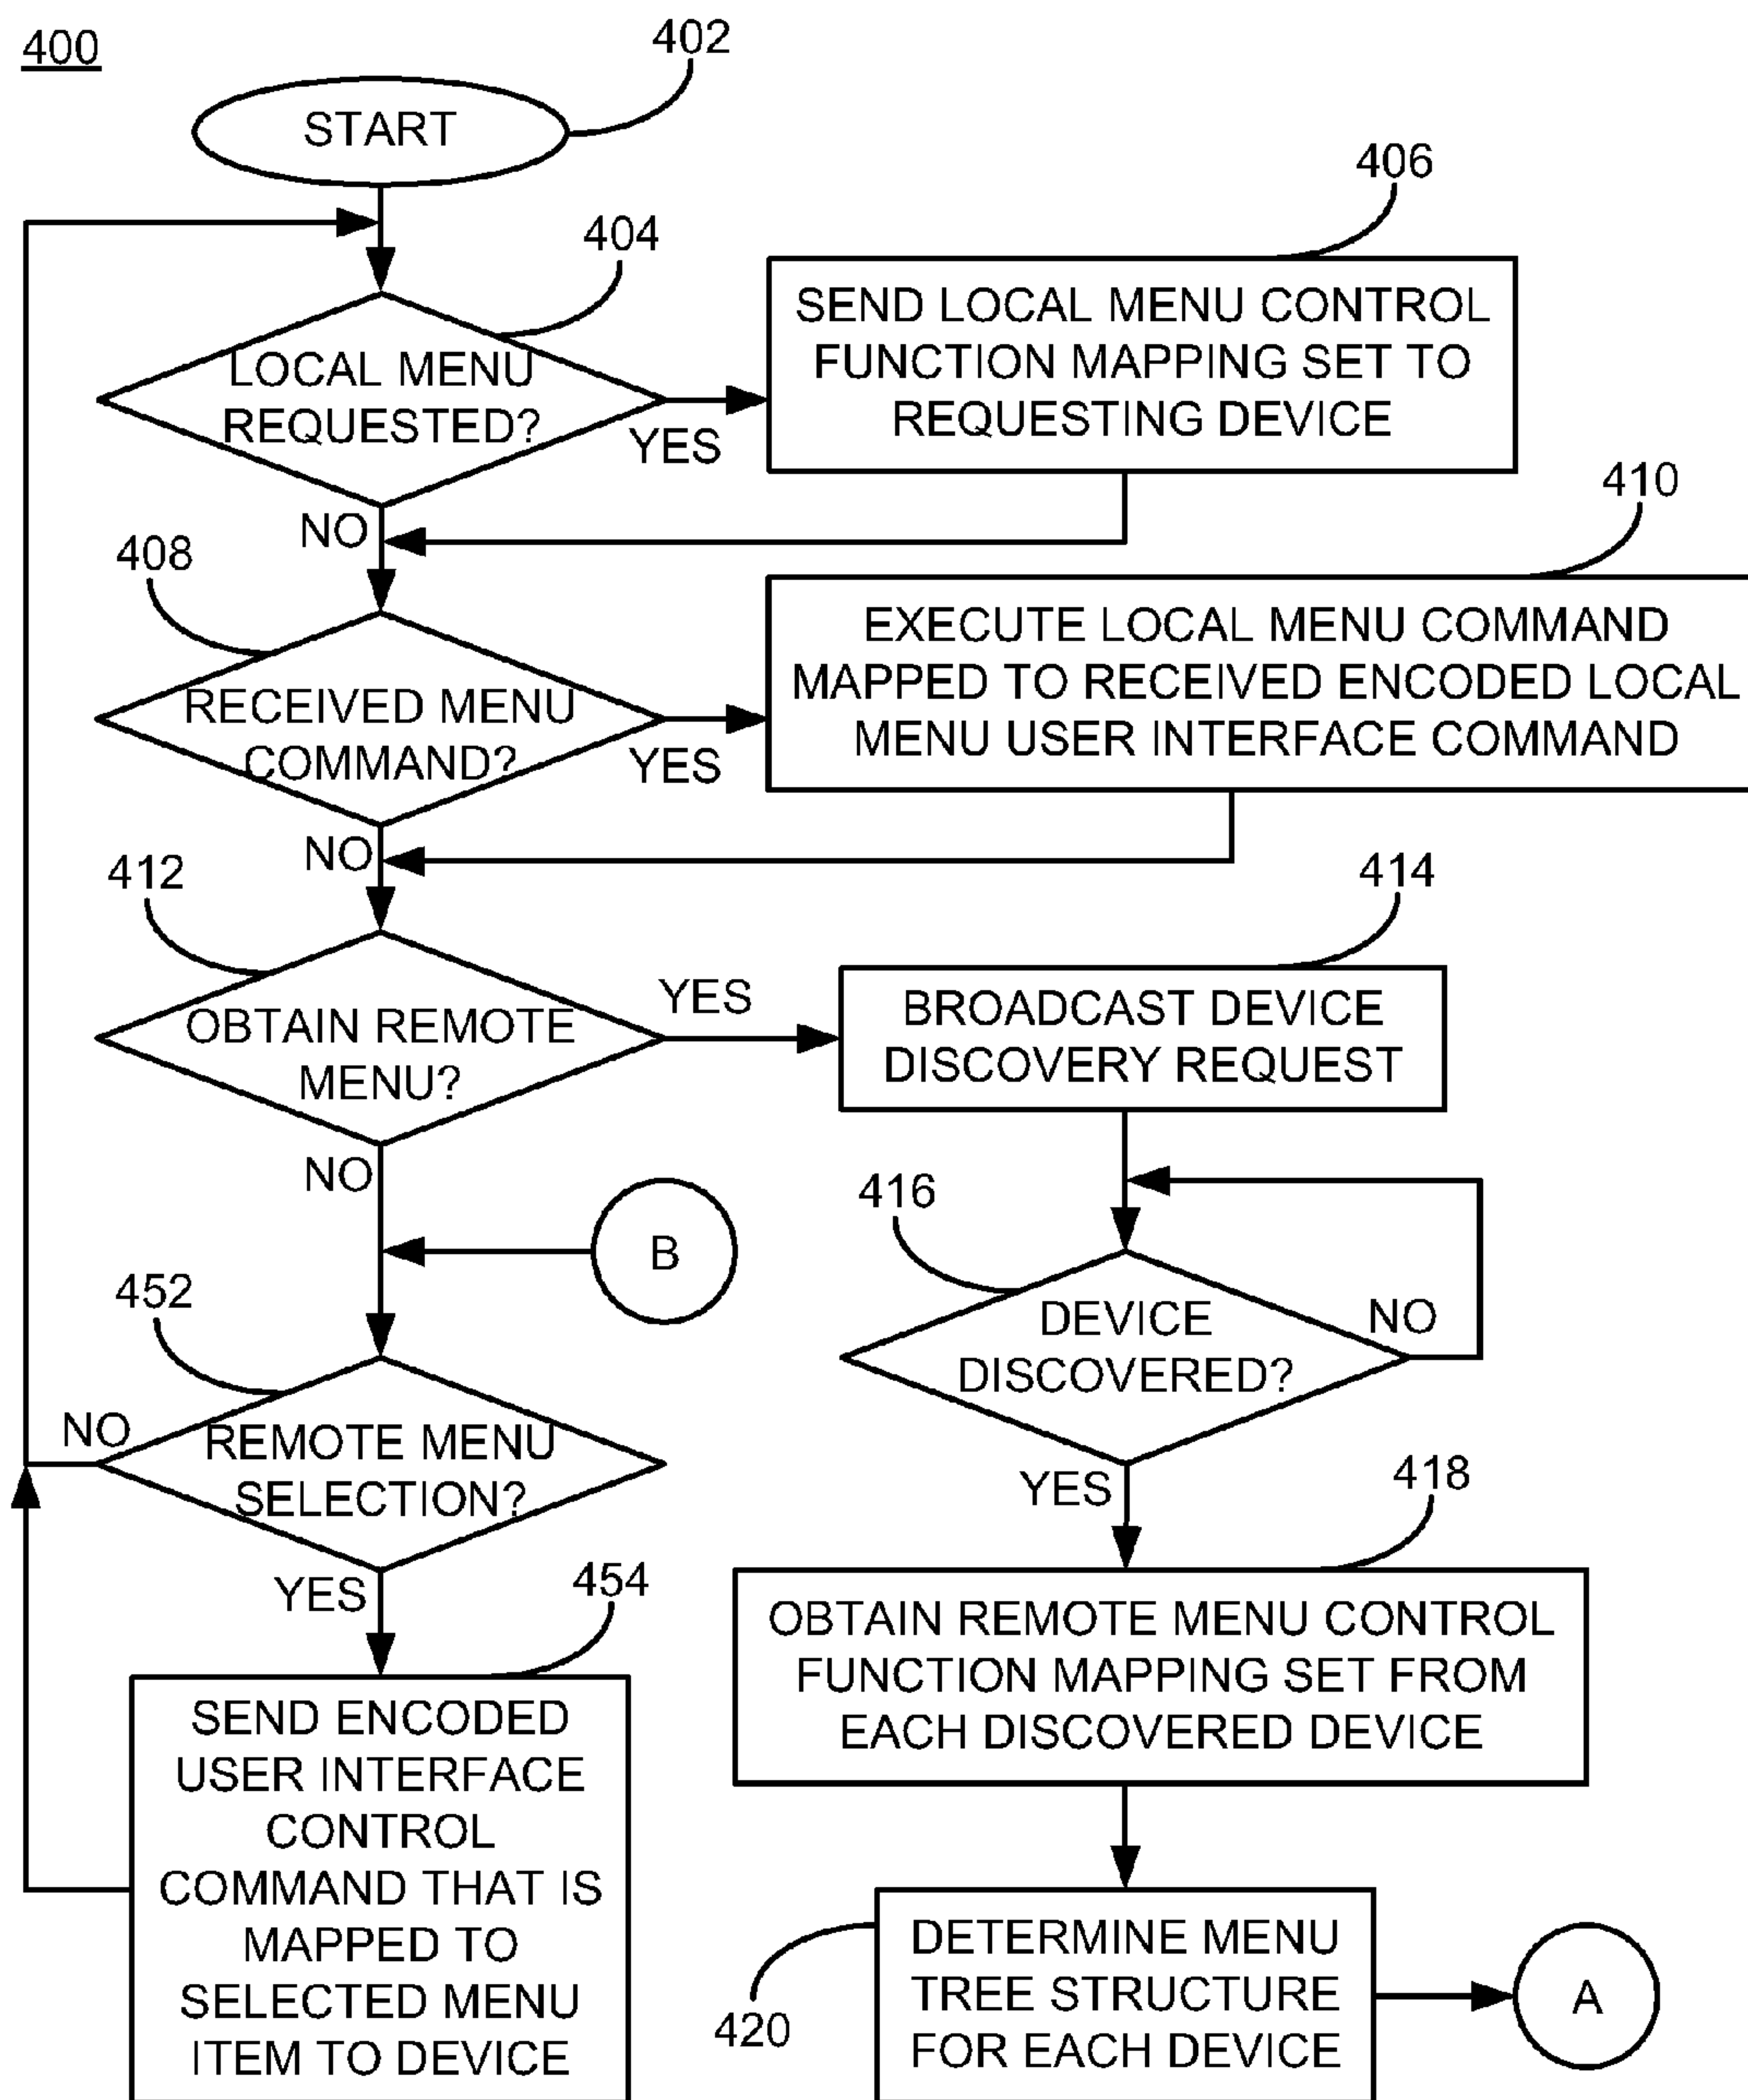 400
402
START
404
406
LOCAL MENU
REQUESTED?
YES
NO
SEND LOCAL MENU CONTROL
FUNCTION MAPPING SET TO
REQUESTING DEVICE
408
410
RECEIVED MENU
COMMAND?
YES
NO
EXECUTE LOCAL MENU COMMAND
MAPPED TO RECEIVED ENCODED LOCAL
MENU USER INTERFACE COMMAND
412
414
OBTAIN REMOTE
MENU?
YES
NO
BROADCAST DEVICE
DISCOVERY REQUEST
B
416
DEVICE
DISCOVERED?
NO
YES
452
NO
REMOTE MENU
SELECTION?
YES
418
OBTAIN REMOTE MENU CONTROL
FUNCTION MAPPING SET FROM
EACH DISCOVERED DEVICE
454
SEND ENCODED
USER INTERFACE
CONTROL
COMMAND THAT IS
MAPPED TO
SELECTED MENU
ITEM TO DEVICE
420
DETERMINE MENU
TREE STRUCTURE
FOR EACH DEVICE
A